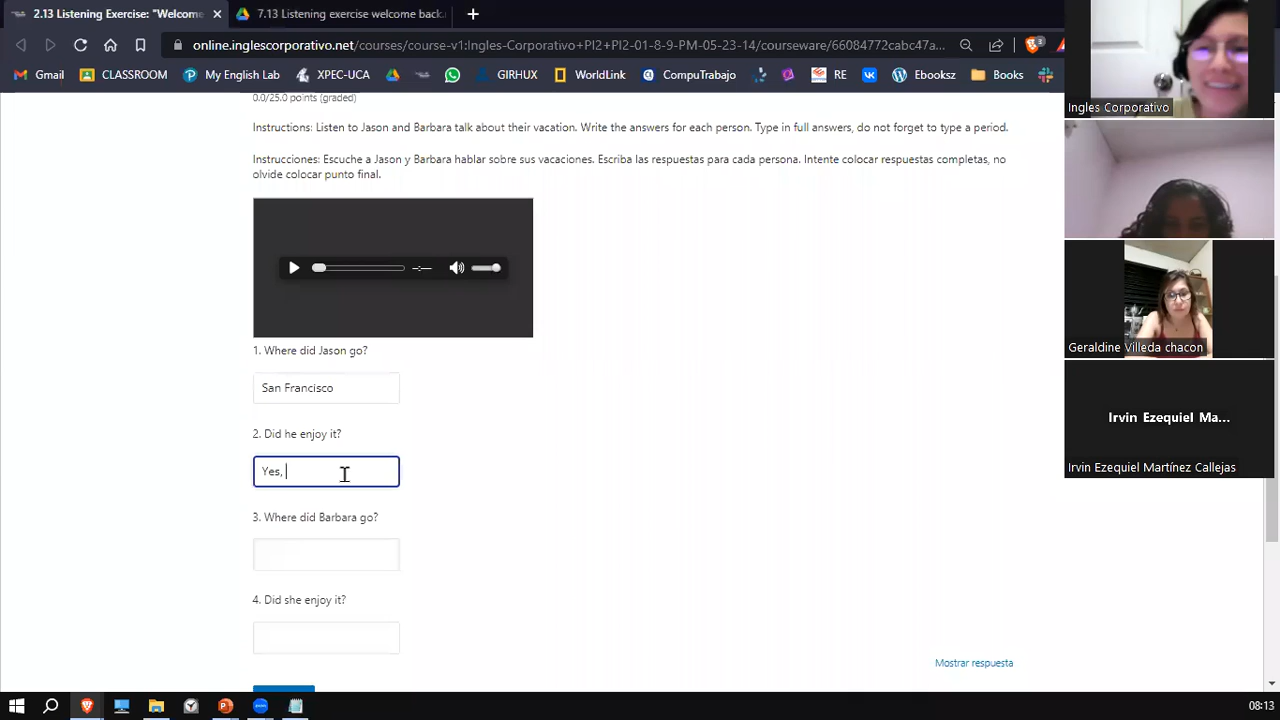 2.13 Listening Exercise: "Welcome
7.13 Listening exercise welcome back.
online.inglescorporativo.net/courses/course-v1:Ingles-Corporativo+PI2+PI2-01-8-9-PM-05-23-14/courseware/66084772cabc47a...
3
Gmail
CLASSROOM
My English Lab
XPEC-UCA
GIRHUX
WorldLink
CompuTrabajo
RE
Ebooksz
Books
0.0/25.0 points (graded)
Instructions: Listen to Jason and Barbara talk about their vacation. Write the answers for each person. Type in full answers, do not forget to type a period.
Instrucciones: Escuche a Jason y Barbara hablar sobre sus vacaciones. Escriba las respuestas para cada persona. Intente colocar respuestas completas, no
olvide colocar punto final.
-:--
1. Where did Jason go?
San Francisco
2. Did he enjoy it?
Yes,
3. Where did Barbara go?
4. Did she enjoy it?
Mostrar respuesta
Ingles Corporativo
Geraldine Villeda chacon
Irvin Ezequiel Ma...
Irvin Ezequiel Martínez Callejas
08:13